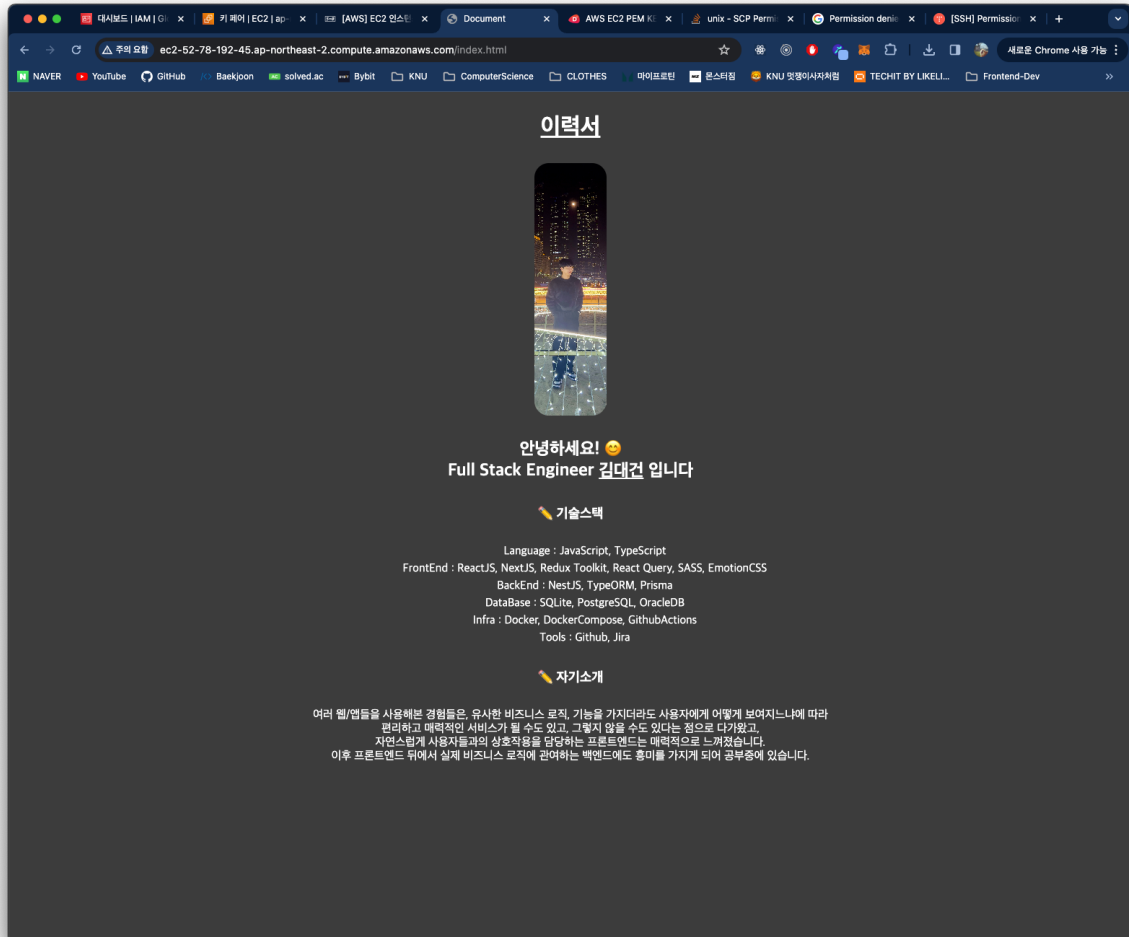 대시보드 | IAM | Gl
키 페어 | EC2 | ap-
[AWS] EC2 인스턴
Document
AWS EC2 PEM KE
unix - SCP Permi
Permission denie
[SSH] Permission
주의 요함
ec2-52-78-192-45.ap-northeast-2.compute.amazonaws.com/index.html
새로운 Chrome 사용 가능
NAVER
YouTube
GitHub
Baekjoon
solved.ac
Bybit
KNU
ComputerScience
CLOTHES
마이프로틴
몬스터짐
KNU 멋쟁이사자처럼
TECHIT BY LIKELI...
Frontend-Dev
이력서
안녕하세요! 😊
Full Stack Engineer 김대건 입니다
✏️ 기술스택
Language : JavaScript, TypeScript
FrontEnd : ReactJS, NextJS, Redux Toolkit, React Query, SASS, EmotionCSS
BackEnd : NestJS, TypeORM, Prisma
DataBase : SQLite, PostgreSQL, OracleDB
Infra : Docker, DockerCompose, GithubActions
Tools : Github, Jira
✏️ 자기소개
여러 웹/앱들을 사용해본 경험들은, 유사한 비즈니스 로직, 기능을 가지더라도 사용자에게 어떻게 보여지느냐에 따라
편리하고 매력적인 서비스가 될 수도 있고, 그렇지 않을 수도 있다는 점으로 다가왔고,
자연스럽게 사용자들과의 상호작용을 담당하는 프론트엔드는 매력적으로 느껴졌습니다.
이후 프론트엔드 뒤에서 실제 비즈니스 로직에 관여하는 백엔드에도 흥미를 가지게 되어 공부중에 있습니다.